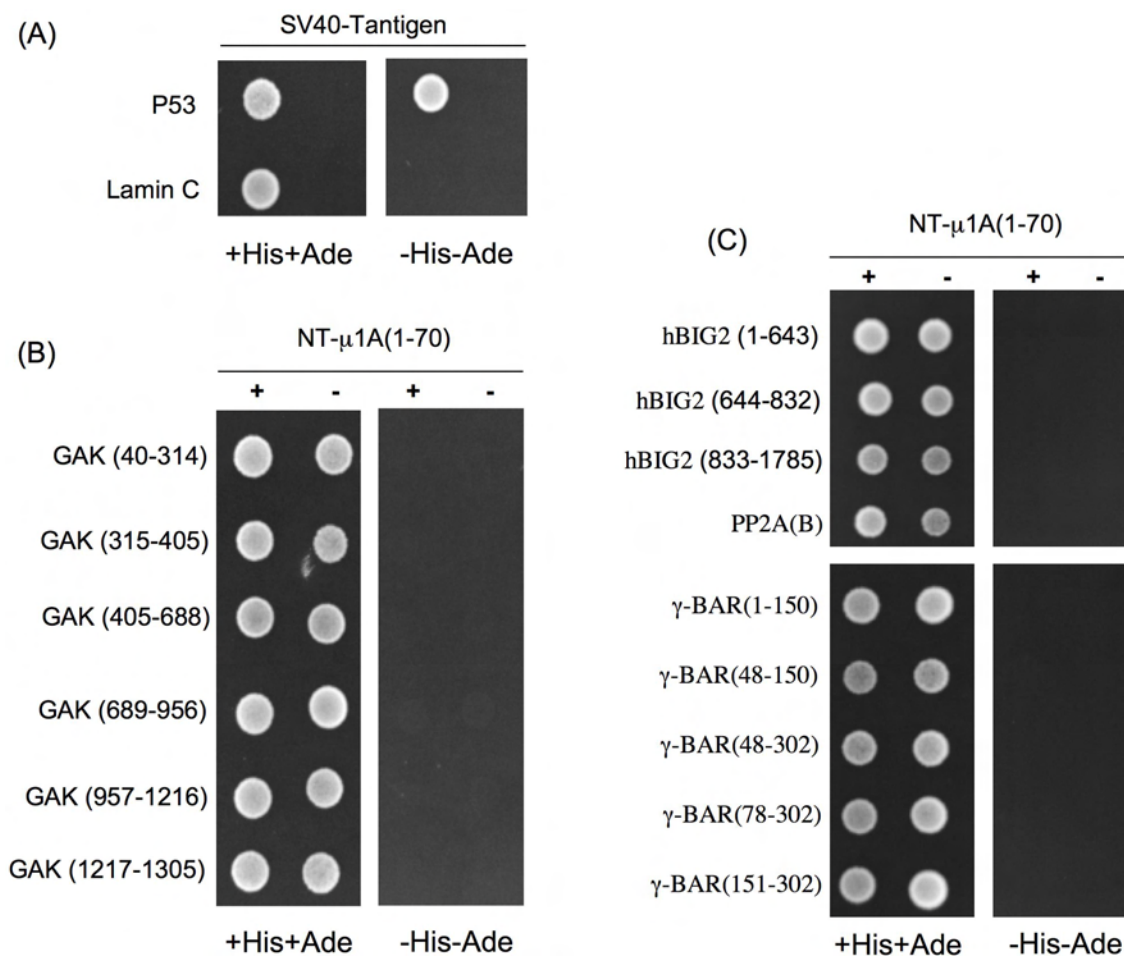 (A)
SV40-Tantigen
P53
Lamin C
+His+Ade -His-Ade
(B)
NT-μ1A(1-70)
+ - + -
GAK (40-314)
GAK (315-405)
GAK (405-688)
GAK (689-956)
GAK (957-1216)
GAK (1217-1305)
+His+Ade -His-Ade
(C)
NT-μ1A(1-70)
+ - + -
hBIG2 (1-643)
hBIG2 (644-832)
hBIG2 (833-1785)
PP2A(B)
γ-BAR(1-150)
γ-BAR(48-150)
γ-BAR(48-302)
γ-BAR(78-302)
γ-BAR(151-302)
+His+Ade -His-Ade